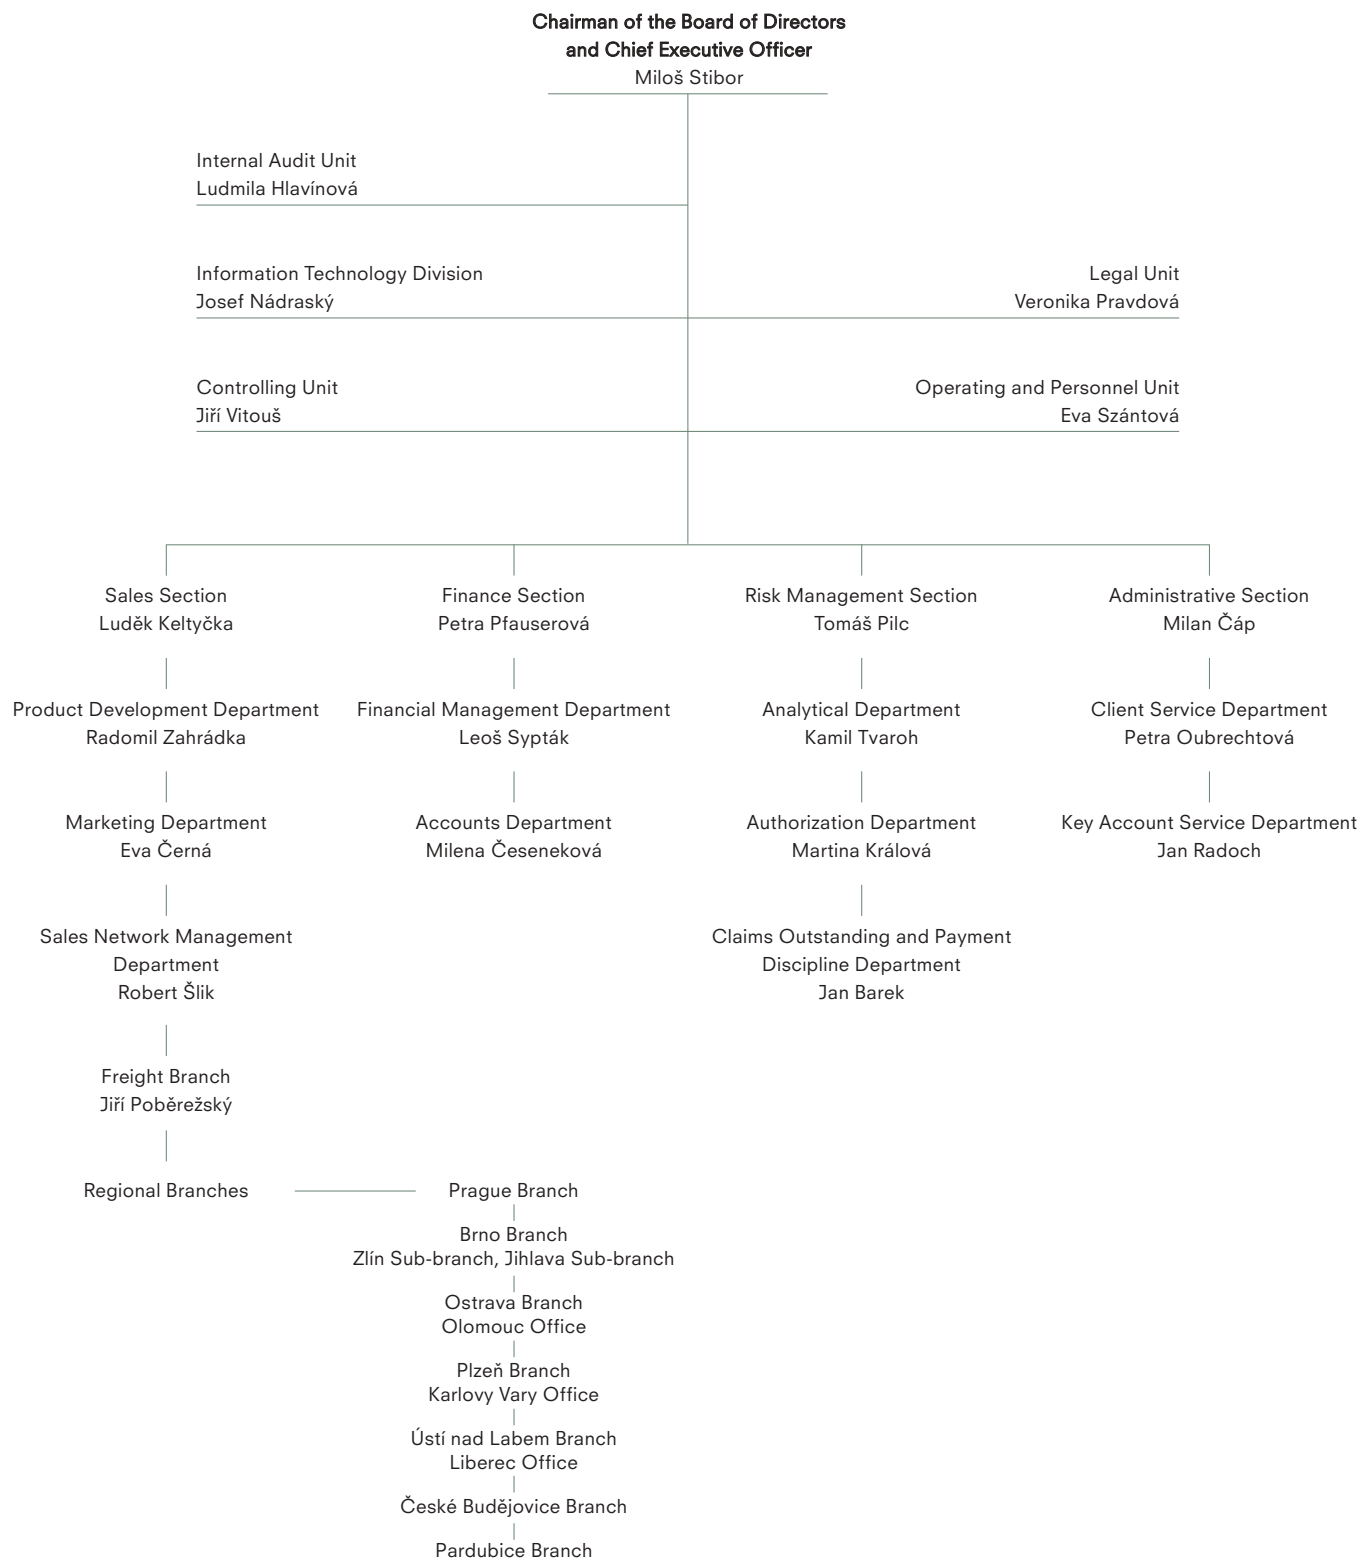 Chairman of the Board of Directors
and Chief Executive Officer
Miloš Stibor
Internal Audit Unit
Ludmila Hlavínová
Information Technology Division
Josef Nádraský
Legal Unit
Veronika Pravdová
Controlling Unit
Jiří Vitouš
Operating and Personnel Unit
Eva Szántová
Sales Section
Luděk Keltyčka
Finance Section
Petra Pfauserová
Risk Management Section
Tomáš Pilc
Administrative Section
Milan Čáp
Product Development Department
Radomil Zahrádka
Financial Management Department
Leoš Sypták
Analytical Department
Kamil Tvaroh
Client Service Department
Petra Oubrechtová
Marketing Department
Eva Černá
Accounts Department
Milena Česeneková
Authorization Department
Martina Králová
Key Account Service Department
Jan Radoch
Sales Network Management
Department
Robert Šlik
Claims Outstanding and Payment
Discipline Department
Jan Barek
Freight Branch
Jiří Poběrežský
Regional Branches
Prague Branch
Brno Branch
Zlín Sub-branch, Jihlava Sub-branch
Ostrava Branch
Olomouc Office
Plzeň Branch
Karlovy Vary Office
Ústí nad Labem Branch
Liberec Office
České Budějovice Branch
Pardubice Branch